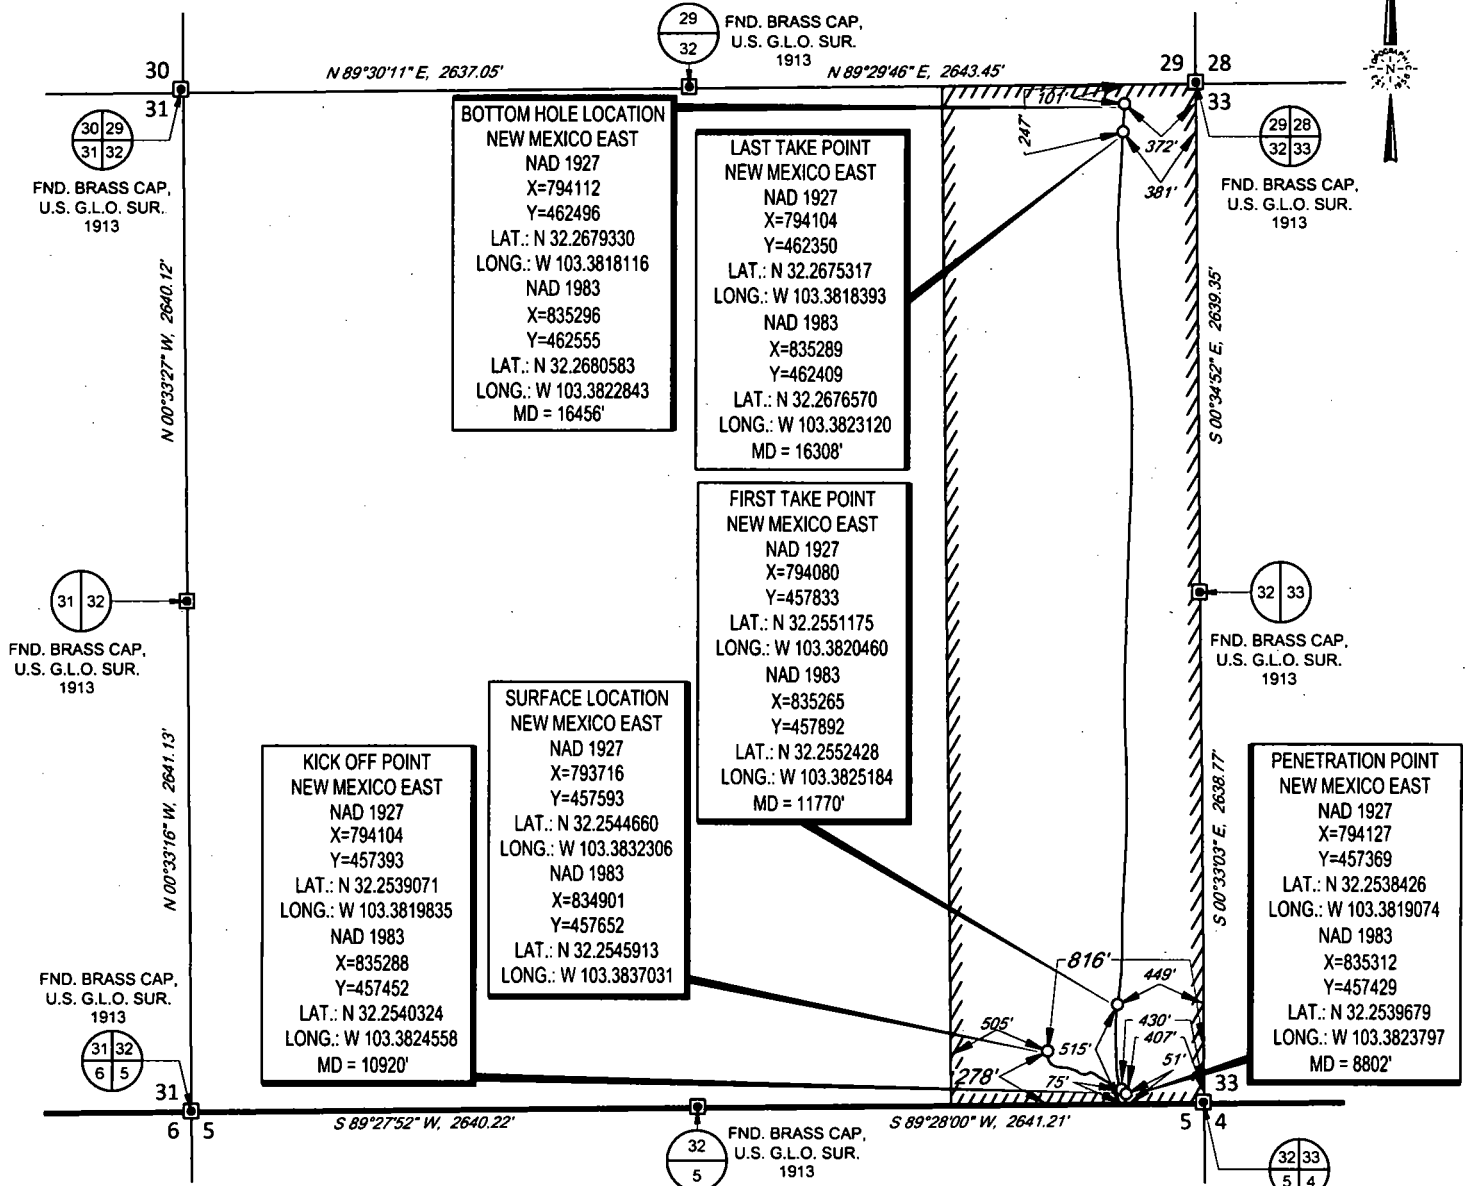 29
32
FND. BRASS CAP,
U.S. G.L.O. SUR.
1913
30
31
N 89°30'11" E, 2637.05'
N 89°29'46" E, 2643.45'
29
28
33
N
30 29
31 32
FND. BRASS CAP,
U.S. G.L.O. SUR.
1913
29 28
32 33
FND. BRASS CAP,
U.S. G.L.O. SUR.
1913
101'
247'
372'
381'
BOTTOM HOLE LOCATION
NEW MEXICO EAST
NAD 1927
X=794112
Y=462496
LAT.: N 32.2679330
LONG.: W 103.3818116
NAD 1983
X=835296
Y=462555
LAT.: N 32.2680583
LONG.: W 103.3822843
MD = 16456'
LAST TAKE POINT
NEW MEXICO EAST
NAD 1927
X=794104
Y=462350
LAT.: N 32.2675317
LONG.: W 103.3818393
NAD 1983
X=835289
Y=462409
LAT.: N 32.2676570
LONG.: W 103.3823120
MD = 16308'
N 00°33'27" W, 2640.12'
S 00°34'52" E, 2639.35'
FIRST TAKE POINT
NEW MEXICO EAST
NAD 1927
X=794080
Y=457833
LAT.: N 32.2551175
LONG.: W 103.3820460
NAD 1983
X=835265
Y=457892
LAT.: N 32.2552428
LONG.: W 103.3825184
MD = 11770'
31 32
FND. BRASS CAP,
U.S. G.L.O. SUR.
1913
32 33
FND. BRASS CAP,
U.S. G.L.O. SUR.
1913
SURFACE LOCATION
NEW MEXICO EAST
NAD 1927
X=793716
Y=457593
LAT.: N 32.2544660
LONG.: W 103.3832306
NAD 1983
X=834901
Y=457652
LAT.: N 32.2545913
LONG.: W 103.3837031
KICK OFF POINT
NEW MEXICO EAST
NAD 1927
X=794104
Y=457393
LAT.: N 32.2539071
LONG.: W 103.3819835
NAD 1983
X=835288
Y=457452
LAT.: N 32.2540324
LONG.: W 103.3824558
MD = 10920'
PENETRATION POINT
NEW MEXICO EAST
NAD 1927
X=794127
Y=457369
LAT.: N 32.2538426
LONG.: W 103.3819074
NAD 1983
X=835312
Y=457429
LAT.: N 32.2539679
LONG.: W 103.3823797
MD = 8802'
N 00°33'16" W, 2641.13'
S 00°33'03" E, 2638.77'
816'
449'
505'
515'
430'
407'
278'
75'
51'
FND. BRASS CAP,
U.S. G.L.O. SUR.
1913
31 32
6 5
31
6 5
S 89°27'52" W, 2640.22'
S 89°28'00" W, 2641.21'
33
5 4
32
5
FND. BRASS CAP,
U.S. G.L.O. SUR.
1913
32 33
5 4